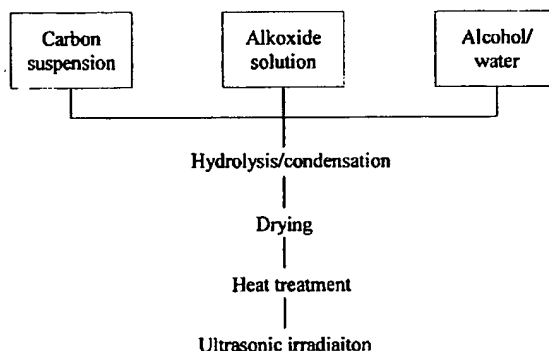 Carbon
suspension
Alkoxide
solution
Alcohol/
water
Hydrolysis/condensation
Drying
Heat treatment
Ultrasonic irradiaiton